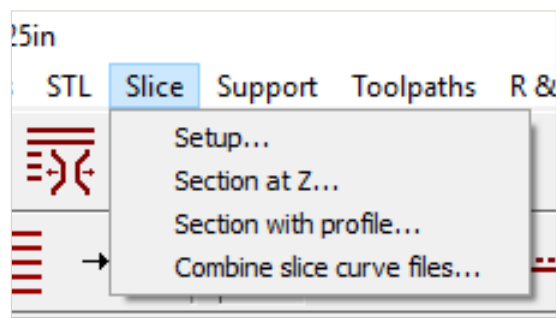 25in
STL Slice Support Toolpaths R &
Setup...
Section at Z...
Section with profile...
Combine slice curve files...